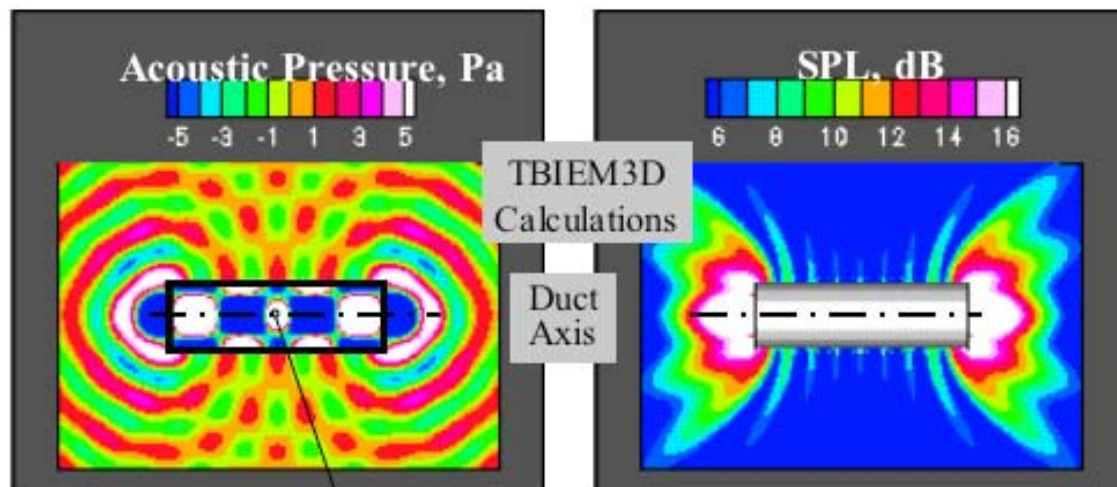 Acoustic Pressure, Pa
-5 -3 -1 1 3 5
SPL, dB
6 8 10 12 14 16
TBIEM3D
Calculations
Duct
Axis